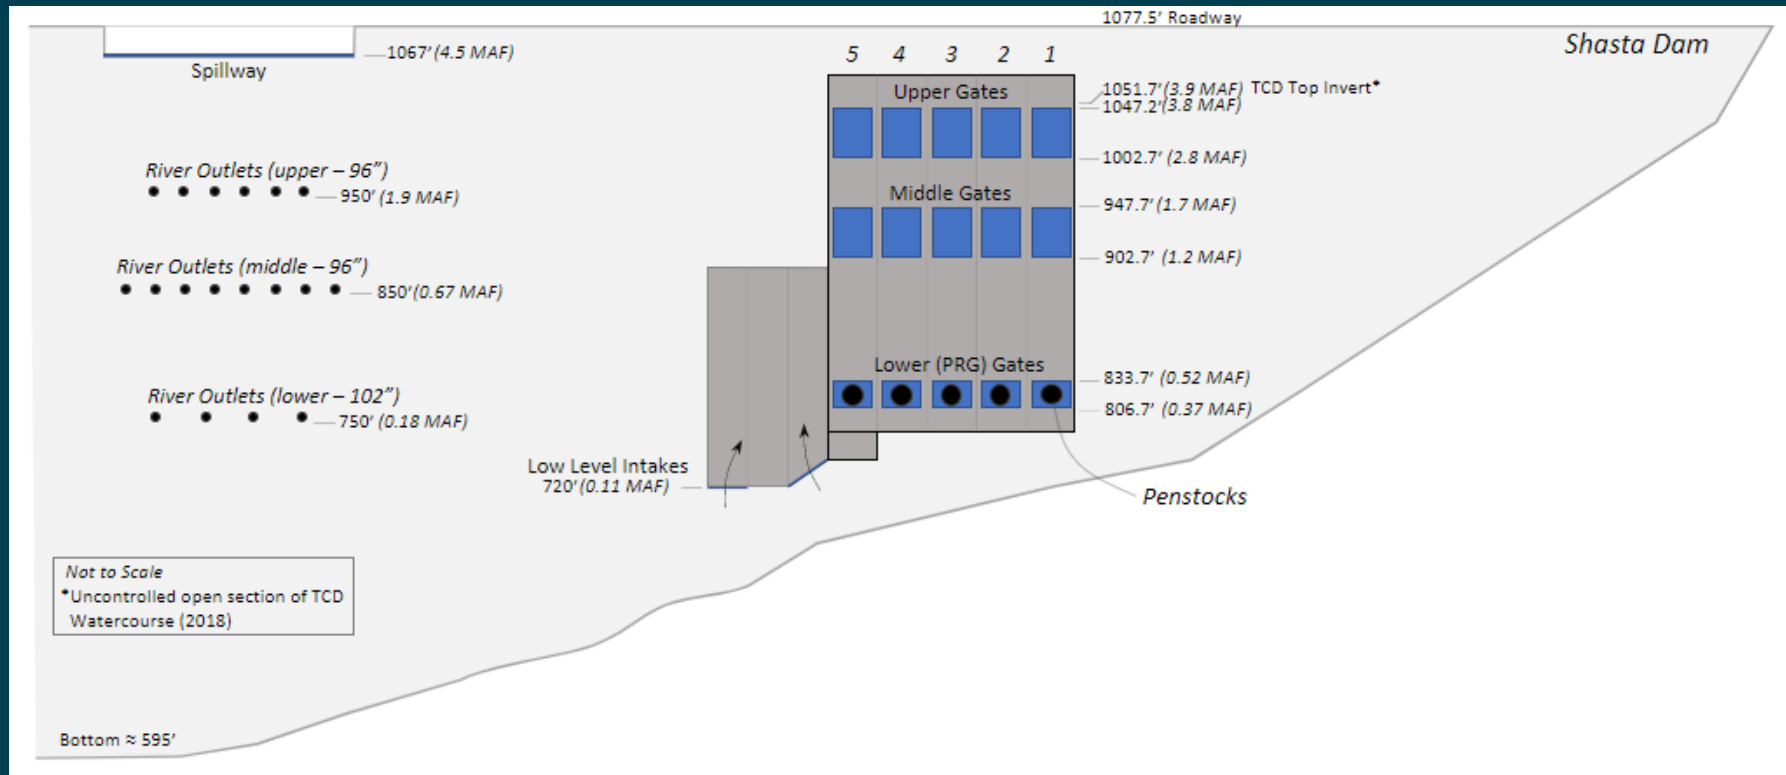 1077.5’ Roadway
Shasta Dam
1067’ (4.5 MAF)
Spillway
5 4 3 2 1
Upper Gates
1051.7’ (3.9 MAF) TCD Top Invert*
1047.2’ (3.8 MAF)
1002.7’ (2.8 MAF)
River Outlets (upper – 96”)
950’ (1.9 MAF)
Middle Gates
947.7’ (1.7 MAF)
902.7’ (1.2 MAF)
River Outlets (middle – 96”)
850’ (0.67 MAF)
Lower (PRG) Gates
833.7’ (0.52 MAF)
806.7’ (0.37 MAF)
River Outlets (lower – 102”)
750’ (0.18 MAF)
Low Level Intakes
720’ (0.11 MAF)
Penstocks
Not to Scale
*Uncontrolled open section of TCD
Watercourse (2018)
Bottom ≈ 595’